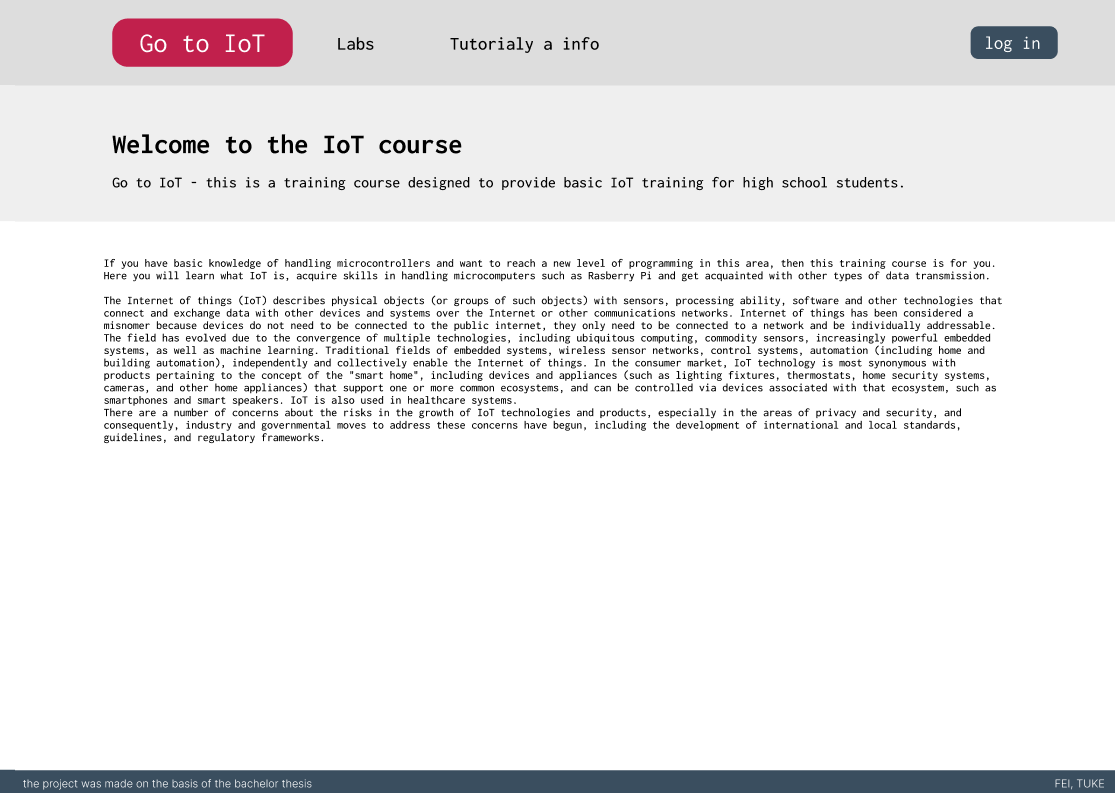 Go to IoT
Labs
Tutorialy a info
log in
Welcome to the IoT course
Go to IoT - this is a training course designed to provide basic IoT training for high school students.
If you have basic knowledge of handling microcontrollers and want to reach a new level of programming in this area, then this training course is for you.
Here you will learn what IoT is, acquire skills in handling microcomputers such as Rasberry Pi and get acquainted with other types of data transmission.
The Internet of things (IoT) describes physical objects (or groups of such objects) with sensors, processing ability, software and other technologies that
connect and exchange data with other devices and systems over the Internet or other communications networks. Internet of things has been considered a
misnomer because devices do not need to be connected to the public internet, they only need to be connected to a network and be individually addressable.
The field has evolved due to the convergence of multiple technologies, including ubiquitous computing, commodity sensors, increasingly powerful embedded
systems, as well as machine learning. Traditional fields of embedded systems, wireless sensor networks, control systems, automation (including home and
building automation), independently and collectively enable the Internet of things. In the consumer market, IoT technology is most synonymous with
products pertaining to the concept of the "smart home", including devices and appliances (such as lighting fixtures, thermostats, home security systems,
cameras, and other home appliances) that support one or more common ecosystems, and can be controlled via devices associated with that ecosystem, such as
smartphones and smart speakers. IoT is also used in healthcare systems.
There are a number of concerns about the risks in the growth of IoT technologies and products, especially in the areas of privacy and security, and
consequently, industry and governmental moves to address these concerns have begun, including the development of international and local standards,
guidelines, and regulatory frameworks.
the project was made on the basis of the bachelor thesis
FEI, TUKE